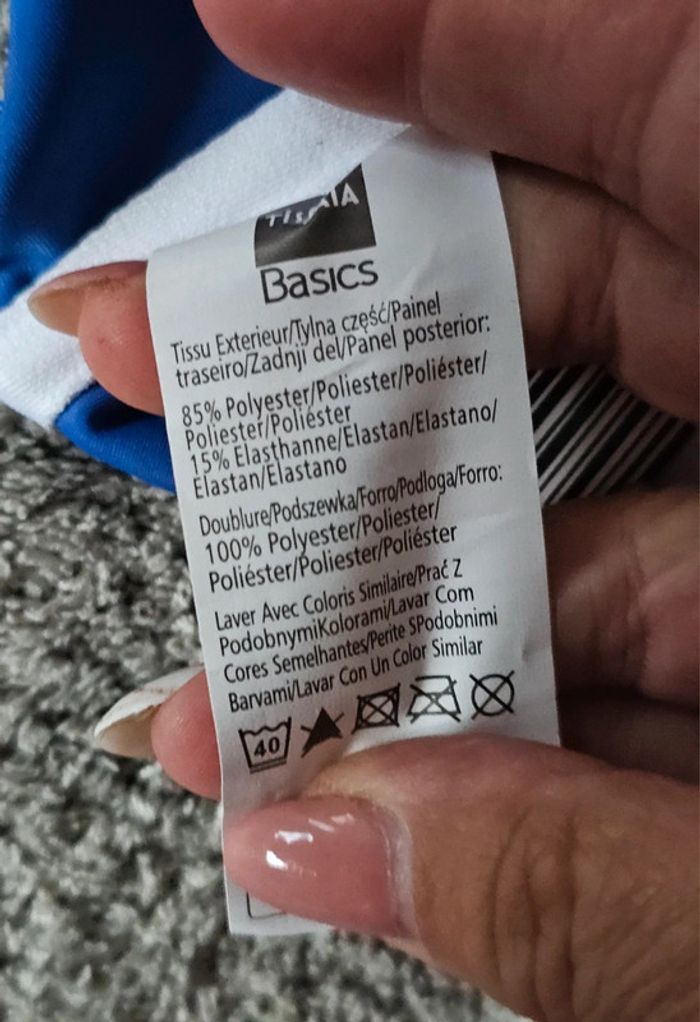 Basics
Tissu Exterieur/Tylna część/Painel
traseiro/Zadnji del/Panel posterior:
85% Polyester/Poliester/Poliéster/
Poliester/Poliéster
15% Elasthanne/Elastan/Elastano/
Elastan/Elastano
Doublure/Podszewka/Forro/Podloga/Forro:
100% Polyester/Poliester/
Poliéster/Poliester/Poliéster
Laver Avec Coloris Similaire/Prać Z
PodobnymiKolorami/Lavar Com
Cores Semelhantes/Perite SPodobnimi
Barvami/Lavar Con Un Color Similar
40